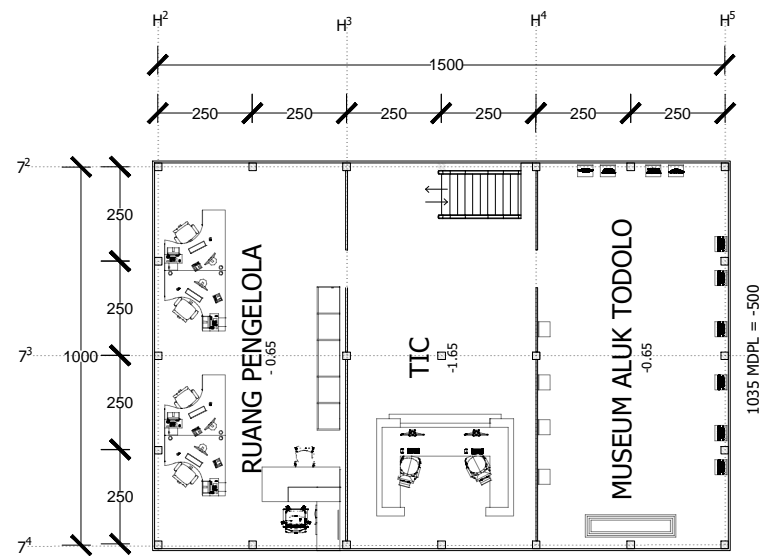 H² H³ H⁴ H⁵
1500
250 250 250 250 250 250
7²
250
250
7³
1000
250
250
7⁴
RUANG PENGELOLA
- 0.65
TIC
-1.65
MUSEUM ALUK TODOLO
-0.65
1035 MDPL = -500